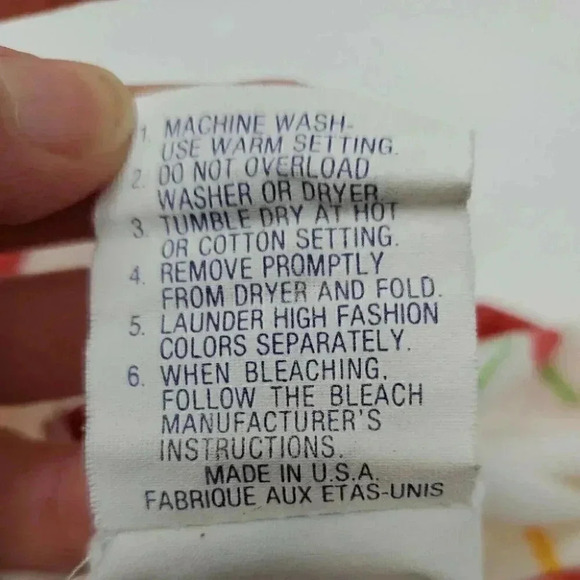 1. MACHINE WASH-
USE WARM SETTING.
2. DO NOT OVERLOAD
WASHER OR DRYER
3. TUMBLE DRY AT HOT
OR COTTON SETTING.
4. REMOVE PROMPTLY
FROM DRYER AND FOLD.
5. LAUNDER HIGH FASHION
COLORS SEPARATELY.
6. WHEN BLEACHING,
FOLLOW THE BLEACH
MANUFACTURER'S
INSTRUCTIONS.
MADE IN U.S.A.
FABRIQUE AUX ETAS-UNIS